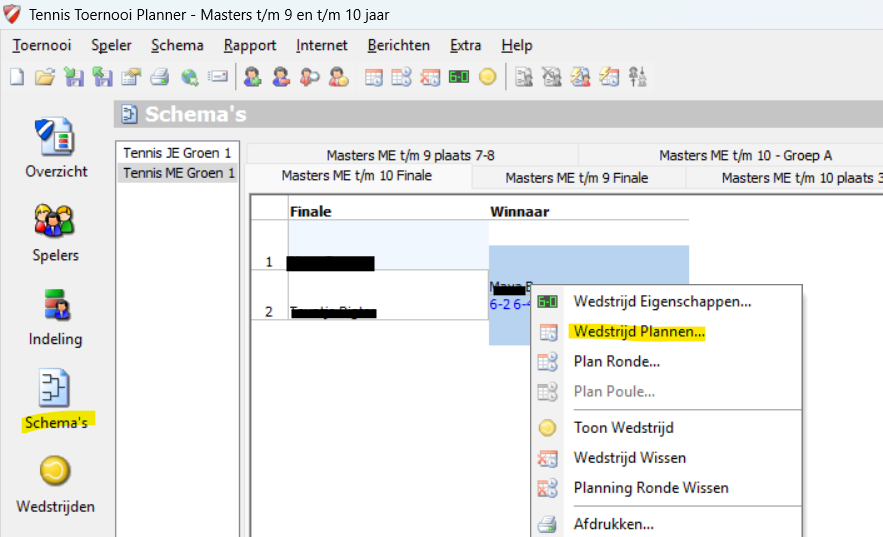 Tennis Toernooi Planner - Masters t/m 9 en t/m 10 jaar
Toernooi Speler Schema Rapport Internet Berichten Extra Help
6-0
Schema's
Overzicht
Spelers
Indeling
Schema's
Wedstrijden
Tennis JE Groen 1
Tennis ME Groen 1
Masters ME t/m 9 plaats 7-8 Masters ME t/m 10 - Groep A
Masters ME t/m 10 Finale Masters ME t/m 9 Finale Masters ME t/m 10 plaats 3
Finale Winnaar
1
2
6-2 6-4
6-0 Wedstrijd Eigenschappen...
Wedstrijd Plannen...
Plan Ronde...
Plan Poule...
Toon Wedstrijd
Wedstrijd Wissen
Planning Ronde Wissen
Afdrukken...